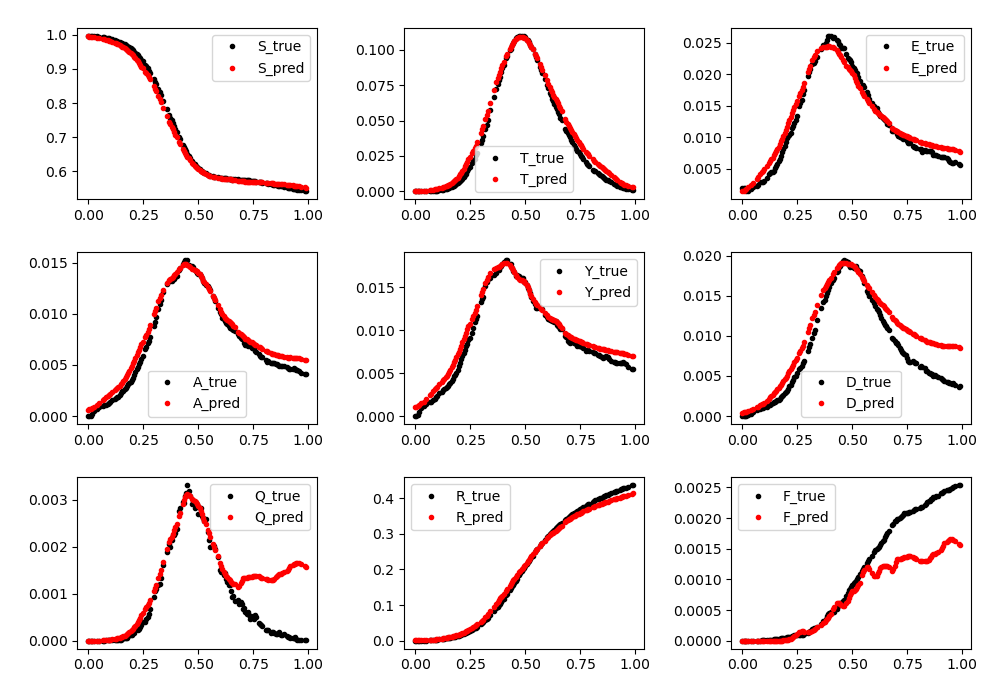 1.0
0.9
0.8
0.7
0.6
S_true
S_pred
0.00 0.25 0.50 0.75 1.00
0.100
0.075
0.050
0.025
0.000
T_true
T_pred
0.00 0.25 0.50 0.75 1.00
0.025
0.020
0.015
0.010
0.005
E_true
E_pred
0.00 0.25 0.50 0.75 1.00
0.015
0.010
0.005
0.000
A_true
A_pred
0.00 0.25 0.50 0.75 1.00
0.015
0.010
0.005
0.000
Y_true
Y_pred
0.00 0.25 0.50 0.75 1.00
0.020
0.015
0.010
0.005
0.000
D_true
D_pred
0.00 0.25 0.50 0.75 1.00
0.003
0.002
0.001
0.000
Q_true
Q_pred
0.00 0.25 0.50 0.75 1.00
0.4
0.3
0.2
0.1
0.0
R_true
R_pred
0.00 0.25 0.50 0.75 1.00
0.0025
0.0020
0.0015
0.0010
0.0005
0.0000
F_true
F_pred
0.00 0.25 0.50 0.75 1.00